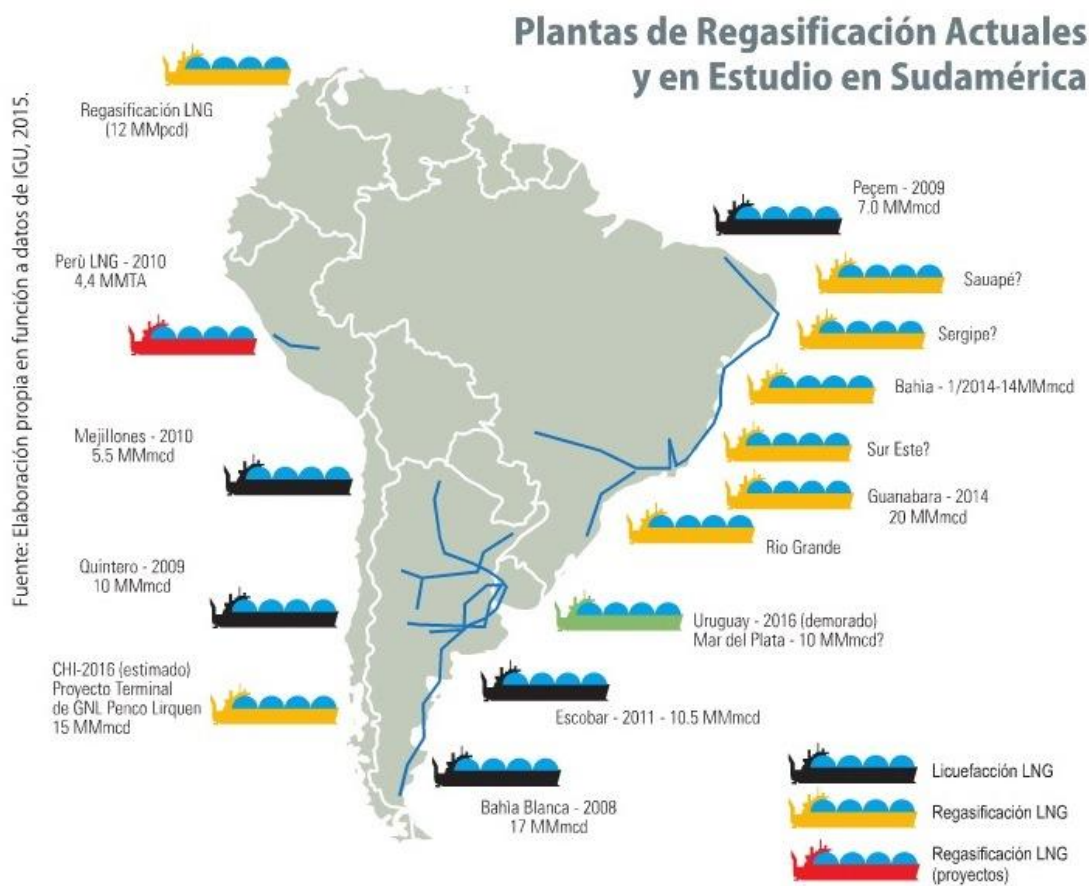 Plantas de Regasificación Actuales
y en Estudio en Sudamérica
Fuente: Elaboración propia en función a datos de IGU, 2015.
Regasificación LNG
(12 MMpcd)
Peçem - 2009
7.0 MMmcd
Perù LNG - 2010
4,4 MMTA
Sauapé?
Sergipe?
Bahìa - 1/2014-14MMmcd
Mejillones - 2010
5.5 MMmcd
Sur Este?
Guanabara - 2014
20 MMmcd
Rio Grande
Quintero - 2009
10 MMmcd
Uruguay - 2016 (demorado)
Mar del Plata - 10 MMmcd?
CHI-2016 (estimado)
Proyecto Terminal
de GNL Penco Lirquen
15 MMmcd
Escobar - 2011 - 10.5 MMmcd
Bahìa Blanca - 2008
17 MMmcd
Licuefacción LNG
Regasificación LNG
Regasificación LNG
(proyectos)